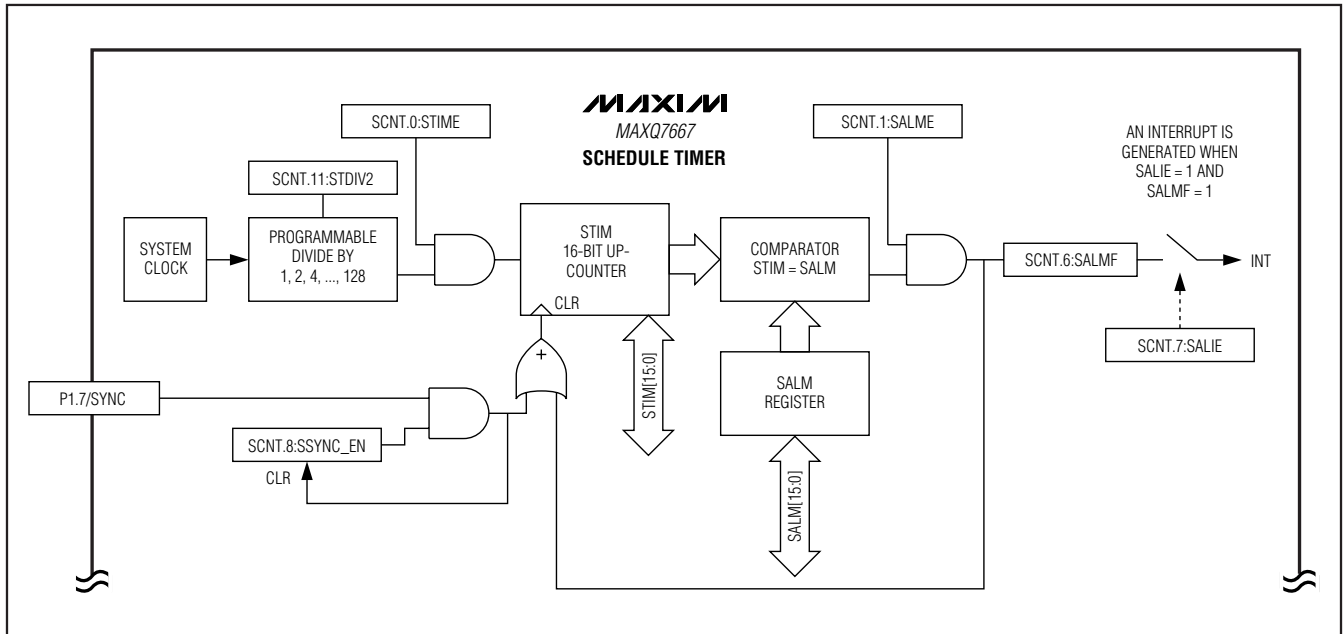 MAXIM
MAXQ7667
SCHEDULE TIMER
SCNT.0:STIME
SCNT.1:SALME
AN INTERRUPT IS
GENERATED WHEN
SALIE = 1 AND
SALMF = 1
SCNT.11:STDIV2
SYSTEM
CLOCK
PROGRAMMABLE
DIVIDE BY
1, 2, 4, ..., 128
STIM
16-BIT UP-
COUNTER
CLR
COMPARATOR
STIM = SALM
SCNT.6:SALMF
INT
SCNT.7:SALIE
+
STIM[15:0]
SALM
REGISTER
P1.7/SYNC
SCNT.8:SSYNC_EN
CLR
SALM[15:0]